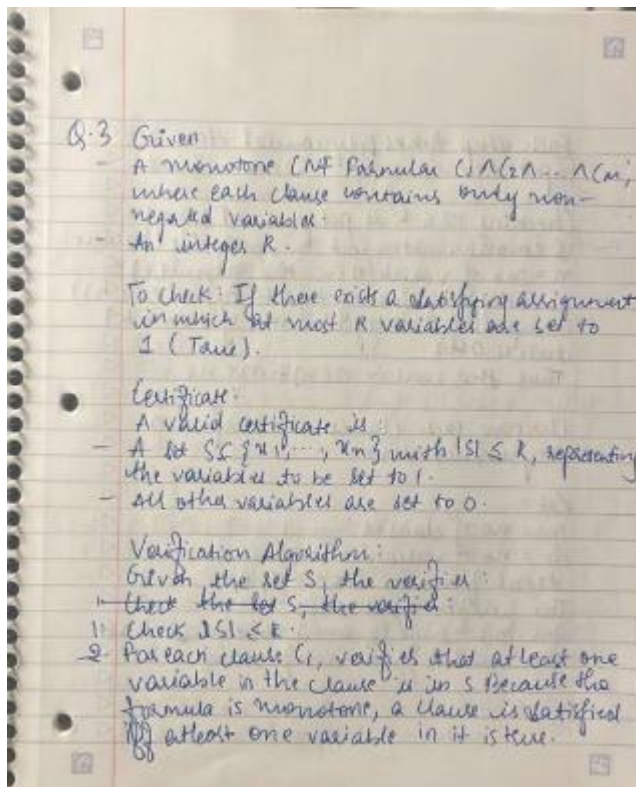 Q.3 Given
- A monotone CNF Formular C1∧C2∧...∧Cm,
where each clause contains only non-
negated variables.
- An integer k.
To check: If there exists a satisfying assignment
in which at most k variables are set to
1 (True).
Certificate:
A valid certificate is:
- A set S⊆{x1,...,xn} with |S| ≤ k, representing
the variables to be set to 1.
- All other variables are set to 0.
Verification Algorithm:
Given the set S, the verifier:
1. Check the set S, the verifier:
1. Check |S| ≤ k.
2. For each clause Ci, verifies that atleast one
variable in the clause is in S Because the
formula is monotone, a clause is satisfied
iff atleast one variable in it is true.